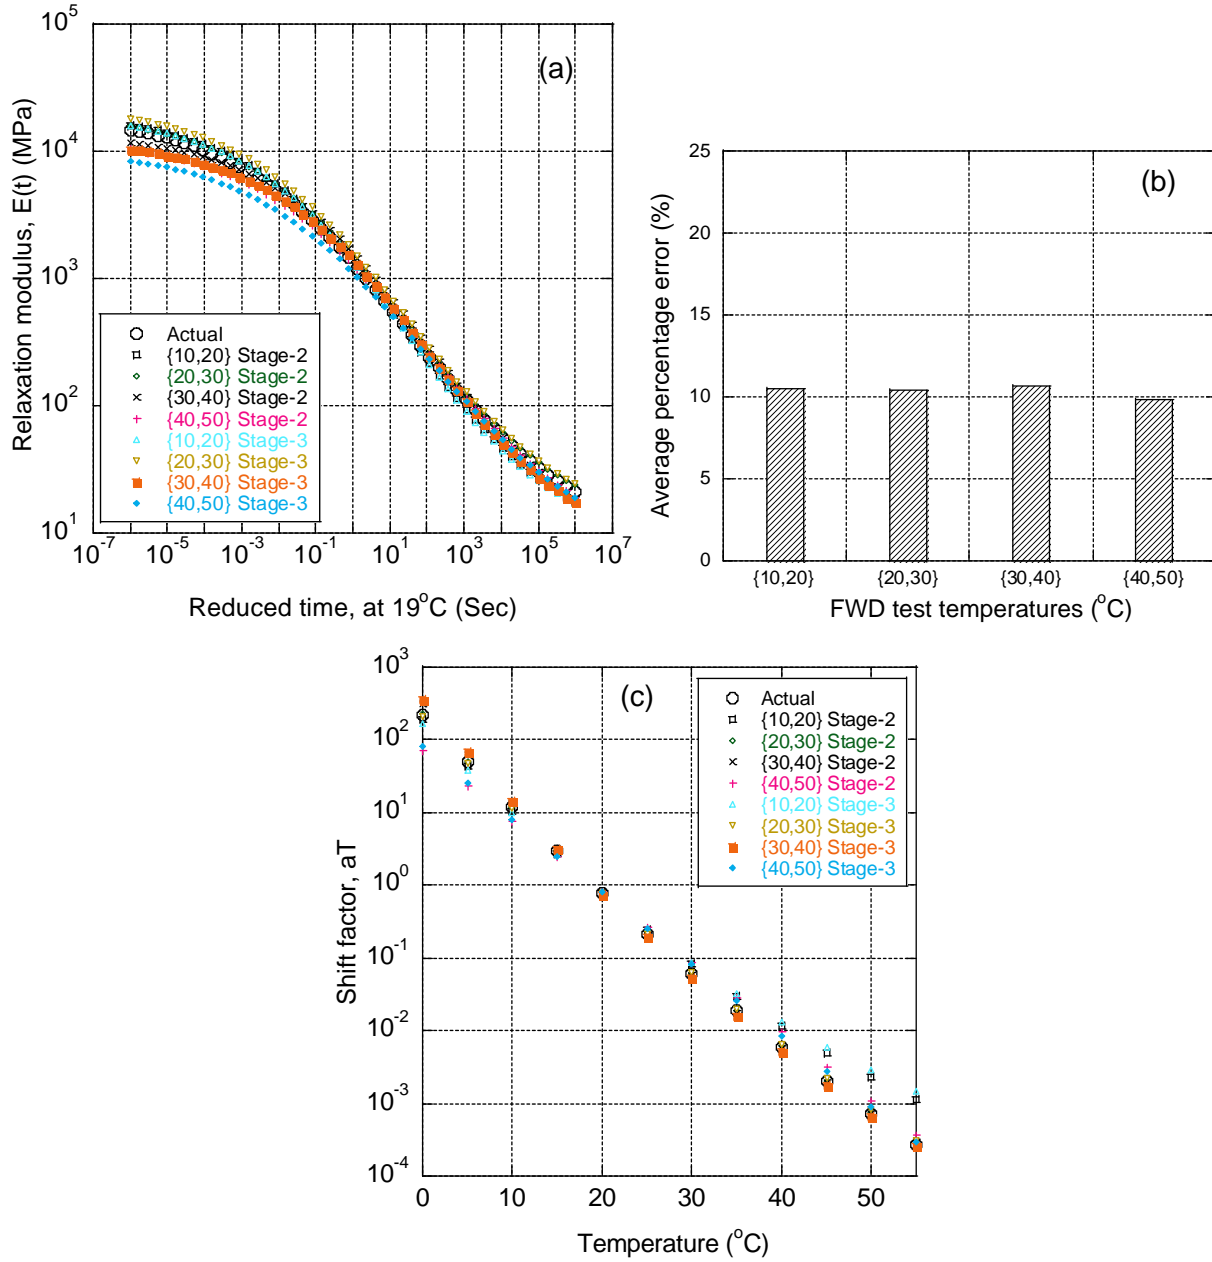 (a)
Relaxation modulus, E(t) (MPa)
10^5
10^4
10^3
10^2
10^1
Actual
{10,20} Stage-2
{20,30} Stage-2
{30,40} Stage-2
{40,50} Stage-2
{10,20} Stage-3
{20,30} Stage-3
{30,40} Stage-3
{40,50} Stage-3
10^-7 10^-5 10^-3 10^-1 10^1 10^3 10^5 10^7
Reduced time, at 19°C (Sec)
(b)
Average percentage error (%)
25
20
15
10
5
0
{10,20} {20,30} {30,40} {40,50}
FWD test temperatures (°C)
(c)
Shift factor, aT
10^3
10^2
10^1
10^0
10^-1
10^-2
10^-3
10^-4
Actual
{10,20} Stage-2
{20,30} Stage-2
{30,40} Stage-2
{40,50} Stage-2
{10,20} Stage-3
{20,30} Stage-3
{30,40} Stage-3
{40,50} Stage-3
0 10 20 30 40 50
Temperature (°C)